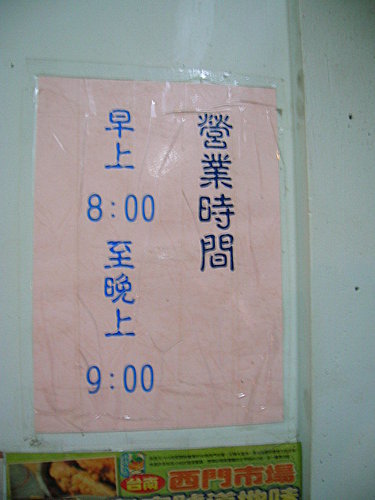 營業時間
早上
8:00
至晚上
9:00
台南 西門市場